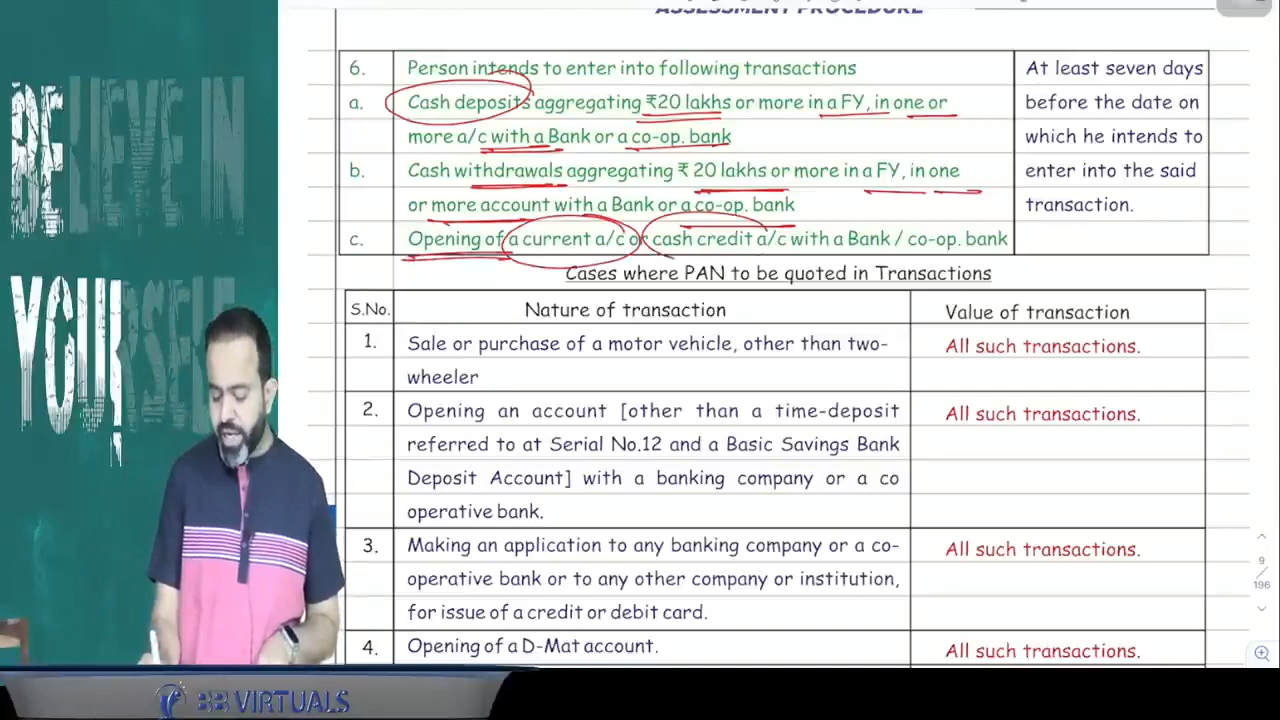 ASSESSMENT PROCEDURE
6. Person intends to enter into following transactions
a. Cash deposits aggregating ₹20 lakhs or more in a FY, in one or
more a/c with a Bank or a co-op. bank
b. Cash withdrawals aggregating ₹ 20 lakhs or more in a FY, in one
or more account with a Bank or a co-op. bank
c. Opening of a current a/c or cash credit a/c with a Bank / co-op. bank
At least seven days
before the date on
which he intends to
enter into the said
transaction.
Cases where PAN to be quoted in Transactions
S.No. Nature of transaction Value of transaction
1. Sale or purchase of a motor vehicle, other than two-
wheeler
All such transactions.
2. Opening an account [other than a time-deposit
referred to at Serial No.12 and a Basic Savings Bank
Deposit Account] with a banking company or a co
operative bank.
All such transactions.
3. Making an application to any banking company or a co-
operative bank or to any other company or institution,
for issue of a credit or debit card.
All such transactions.
4. Opening of a D-Mat account. All such transactions.
BELIEVE IN
YOURSELF
9
/
196
BB VIRTUALS